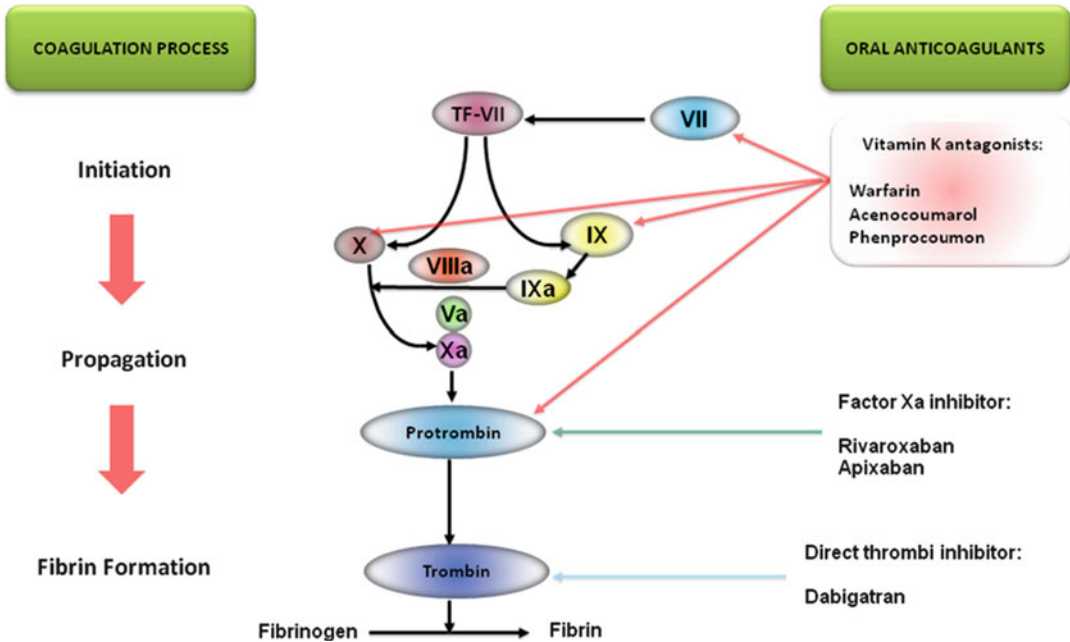 COAGULATION PROCESS
ORAL ANTICOAGULANTS
TF-VII
VII
Vitamin K antagonists:
Warfarin
Acenocoumarol
Phenprocoumon
Initiation
X
IX
VIIIa
IXa
Va
Xa
Propagation
Protrombin
Factor Xa inhibitor:
Rivaroxaban
Apixaban
Fibrin Formation
Trombin
Direct thrombi inhibitor:
Dabigatran
Fibrinogen
Fibrin